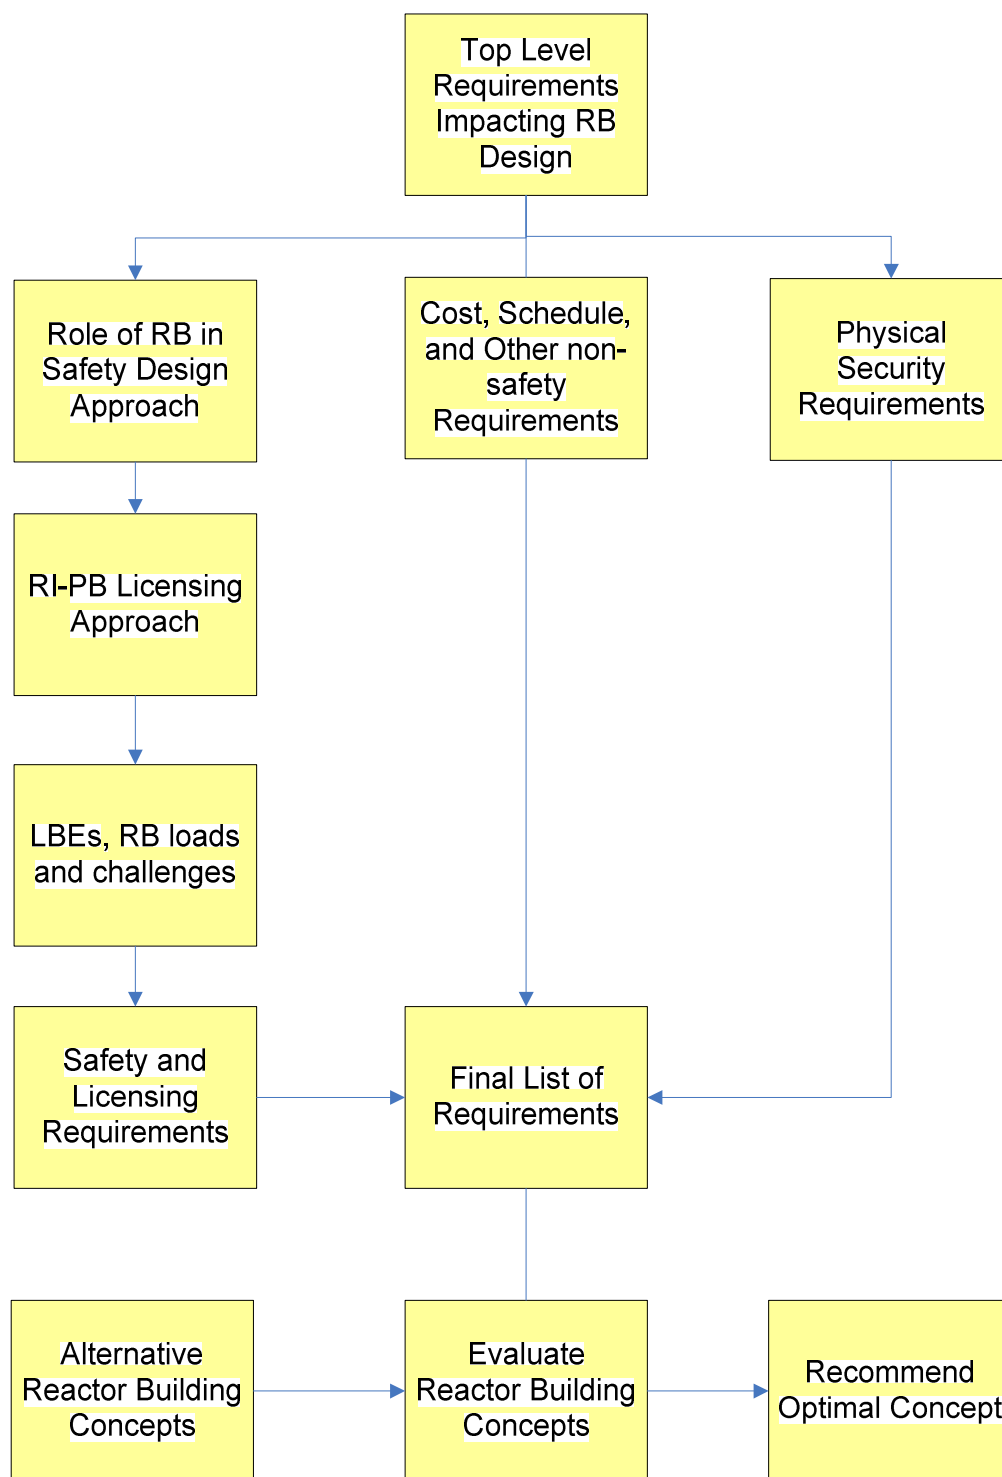 Top Level
Requirements
Impacting RB
Design
Role of RB in
Safety Design
Approach
Cost, Schedule,
and Other non-
safety
Requirements
Physical
Security
Requirements
RI-PB Licensing
Approach
LBEs, RB loads
and challenges
Safety and
Licensing
Requirements
Final List of
Requirements
Alternative
Reactor Building
Concepts
Evaluate
Reactor Building
Concepts
Recommend
Optimal Concept